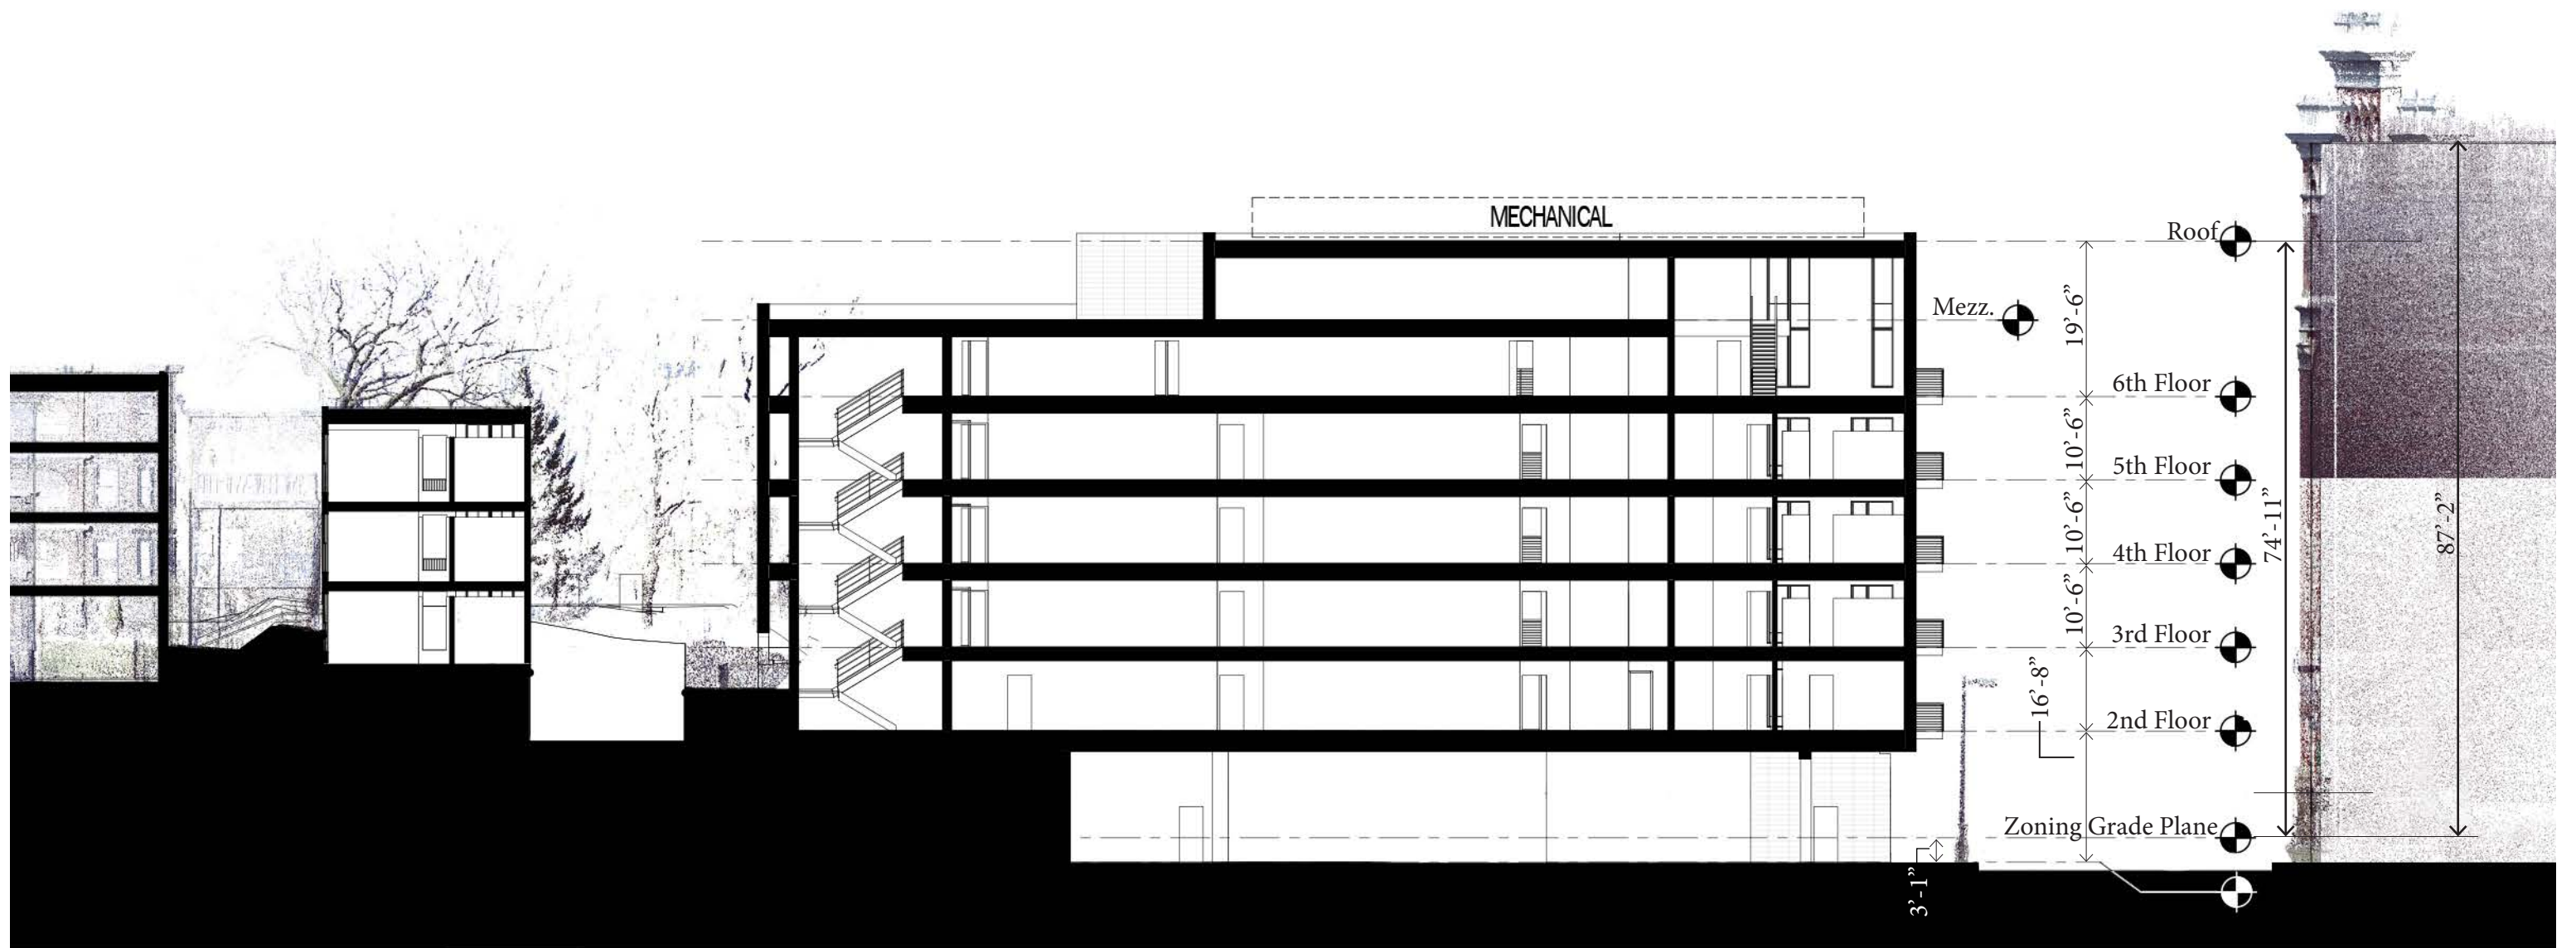 MECHANICAL
Roof
Mezz.
19’-6”
6th Floor
10’-6”
5th Floor
10’-6”
4th Floor
10’-6”
3rd Floor
16’-8”
2nd Floor
74’-11”
87’-2”
Zoning Grade Plane
3’-1”